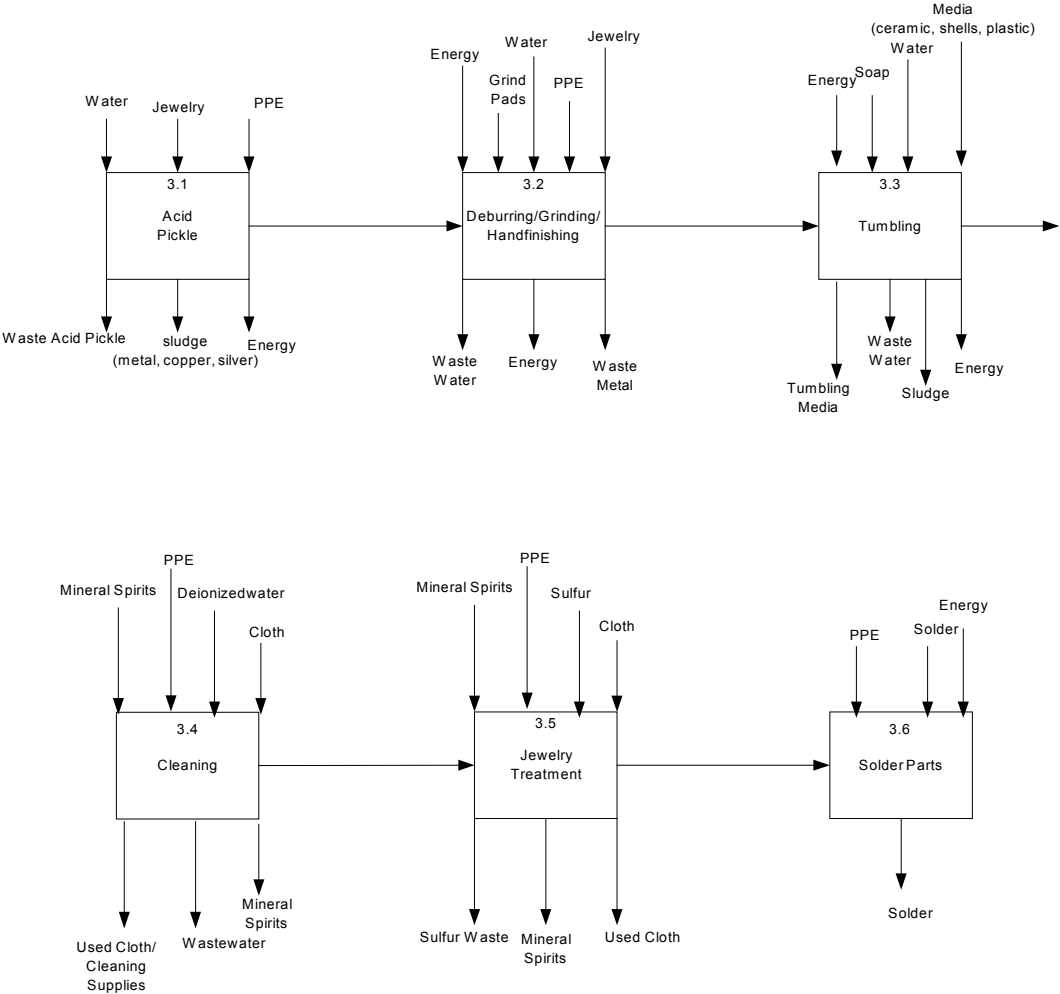 Media
(ceramic, shells, plastic)
Water
Energy
Soap
Energy
Water
Jewelry
Grind
Pads
PPE
Water
Jewelry
PPE
3.1
Acid
Pickle
3.2
Deburring/Grinding/
Handfinishing
3.3
Tumbling
Waste Acid Pickle
sludge
(metal, copper, silver)
Energy
Waste
Water
Energy
Waste
Metal
Tumbling
Media
Waste
Water
Sludge
Energy
Mineral Spirits
PPE
Deionizedwater
Cloth
Mineral Spirits
PPE
Sulfur
Cloth
PPE
Solder
Energy
3.4
Cleaning
3.5
Jewelry
Treatment
3.6
Solder Parts
Used Cloth/
Cleaning
Supplies
Wastewater
Mineral
Spirits
Sulfur Waste
Mineral
Spirits
Used Cloth
Solder